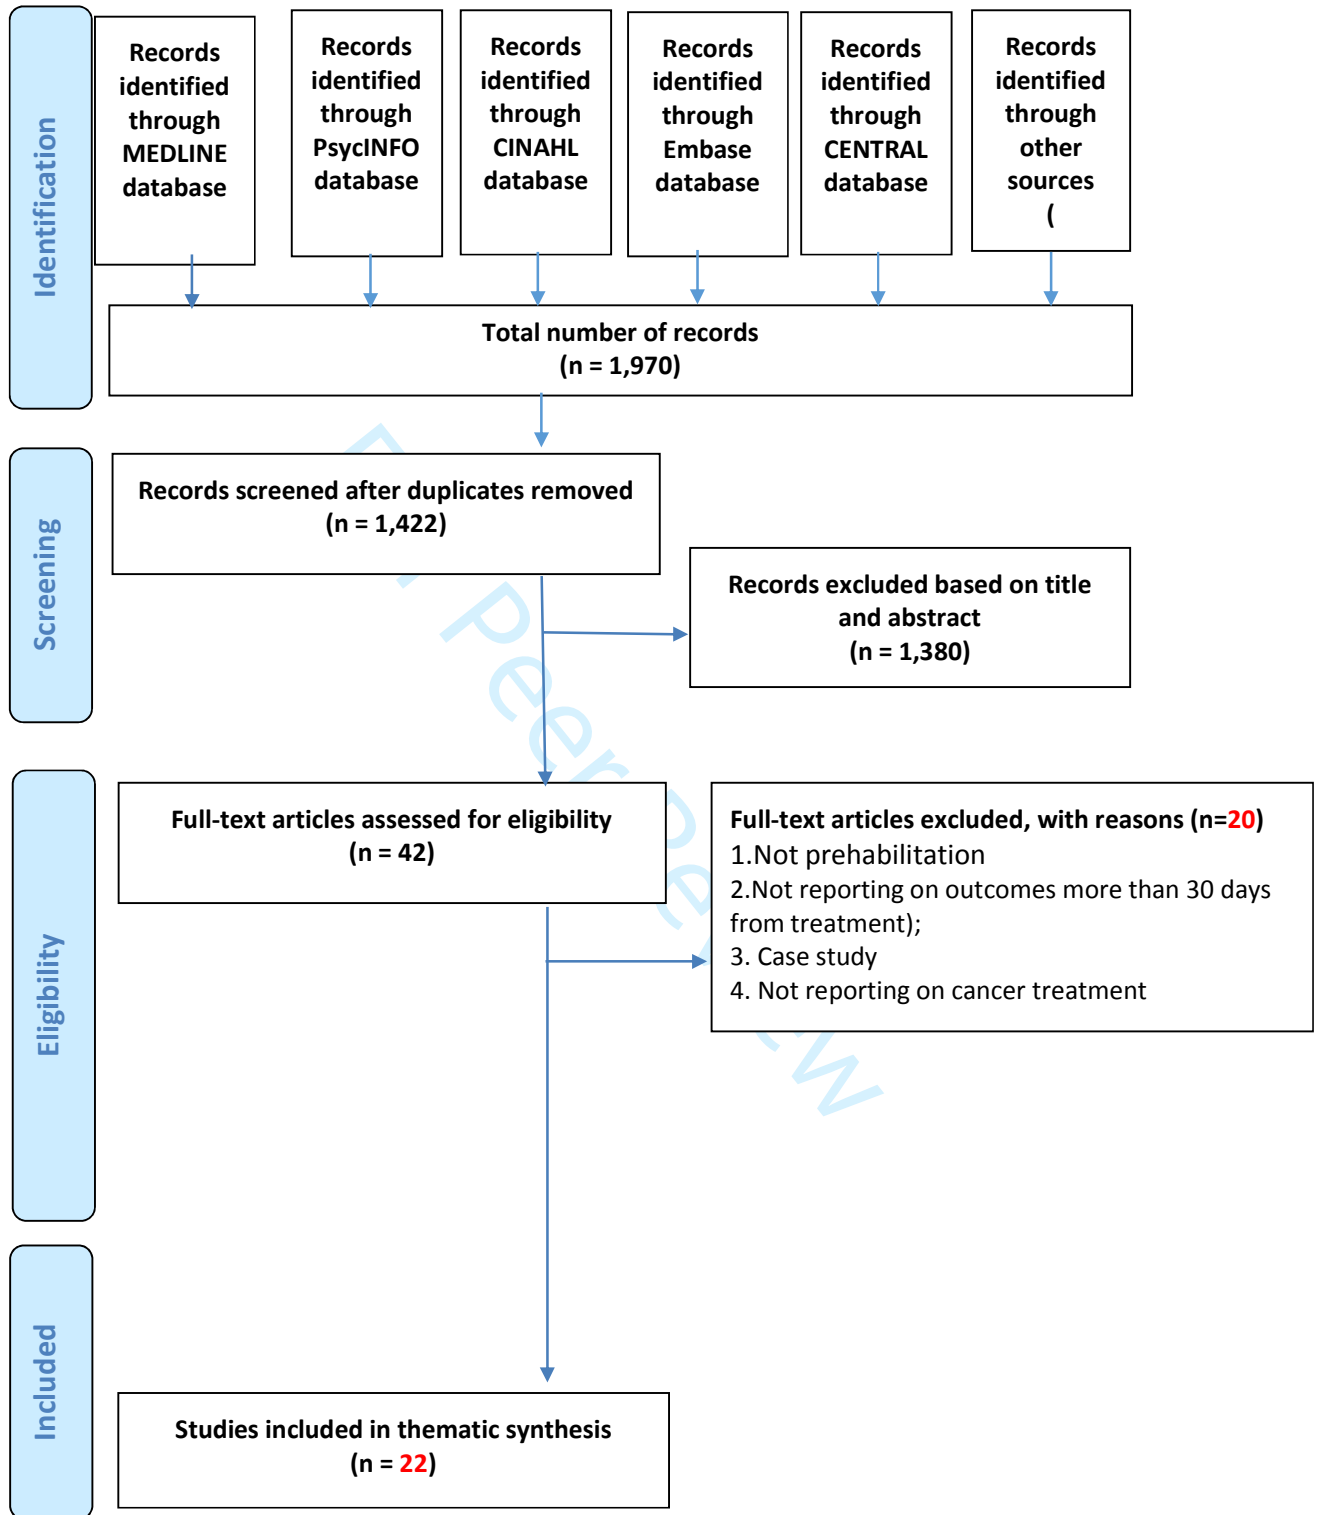 Identification
Records
identified
through
MEDLINE
database
Records
identified
through
PsycINFO
database
Records
identified
through
CINAHL
database
Records
identified
through
Embase
database
Records
identified
through
CENTRAL
database
Records
identified
through
other
sources
(
Total number of records
(n = 1,970)
Screening
Records screened after duplicates removed
(n = 1,422)
Records excluded based on title
and abstract
(n = 1,380)
Eligibility
Full-text articles assessed for eligibility
(n = 42)
Full-text articles excluded, with reasons (n=20)
1.Not prehabilitation
2.Not reporting on outcomes more than 30 days
from treatment);
3. Case study
4. Not reporting on cancer treatment
Included
Studies included in thematic synthesis
(n = 22)
Peer Review